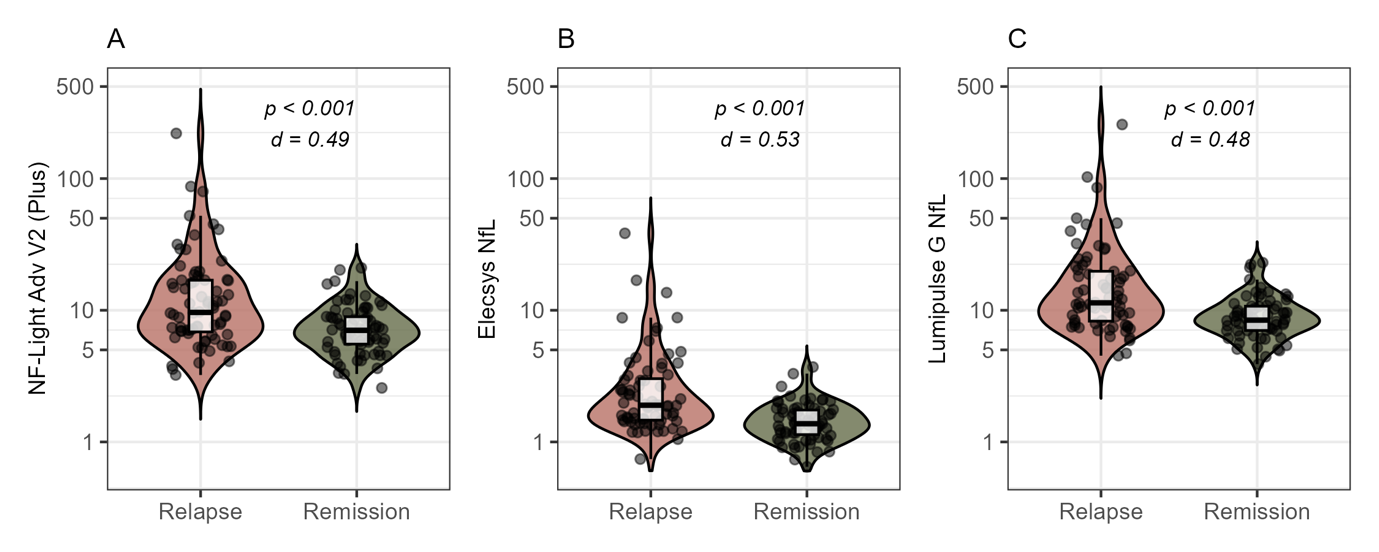 A
NF-Light Adv V2 (Plus)
500
100
50
10
5
1
p < 0.001
d = 0.49
Relapse
Remission
B
Elecsys NfL
500
100
50
10
5
1
p < 0.001
d = 0.53
Relapse
Remission
C
Lumipulse G NfL
500
100
50
10
5
1
p < 0.001
d = 0.48
Relapse
Remission